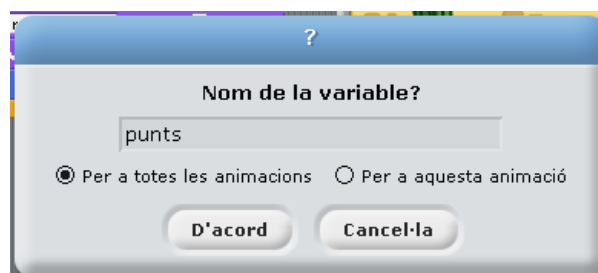 ?
Nom de la variable?
punts
Per a totes les animacions Per a aquesta animació
D'acord Cancel·la